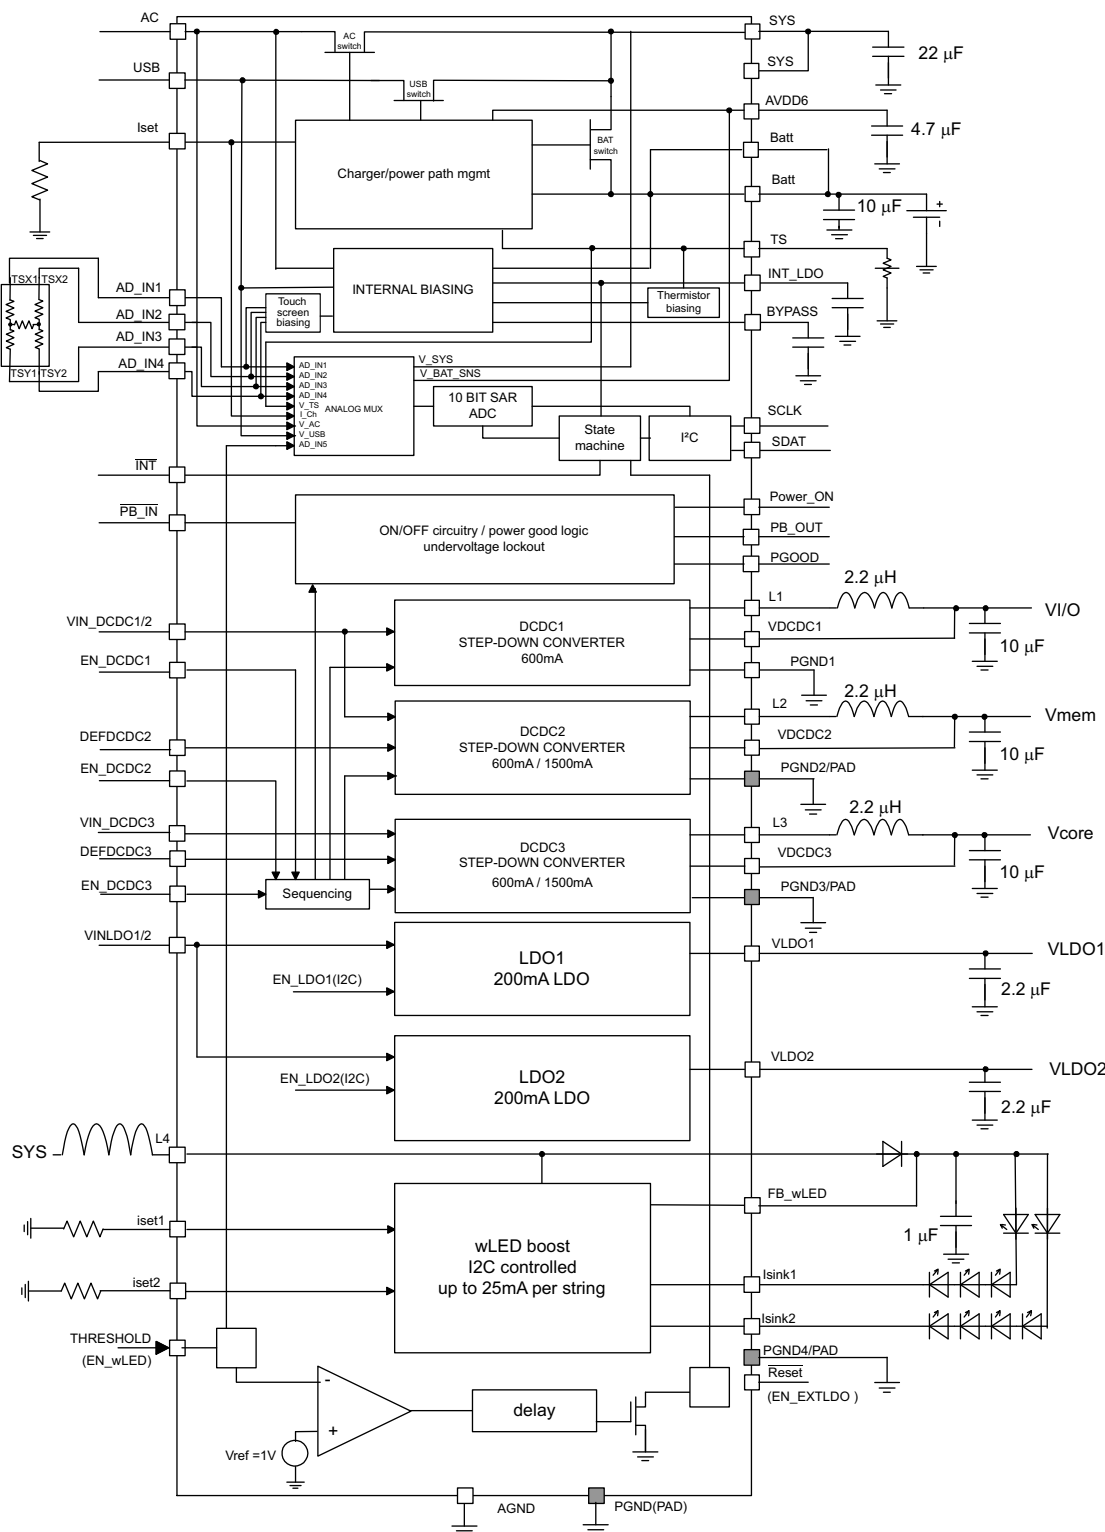 AC
SYS
AC
switch
22 μF
SYS
USB
USB
switch
AVDD6
4.7 μF
Iset
BAT
switch
Batt
Charger/power path mgmt
Batt
10 μF
+
-
TS
TSX1 TSX2
INT_LDO
AD_IN1
INTERNAL BIASING
Touch
screen
biasing
Thermistor
biasing
AD_IN2
BYPASS
AD_IN3
TSY1 TSY2
AD_IN4
V_SYS
AD_IN1
AD_IN2
V_BAT_SNS
AD_IN3
AD_IN4
V_TS
I_Ch
ANALOG MUX
V_AC
V_USB
AD_IN5
10 BIT SAR
ADC
SCLK
State
machine
I²C
SDAT
INT
Power_ON
PB_IN
ON/OFF circuitry / power good logic
undervoltage lockout
PB_OUT
PGOOD
2.2 μH
L1
VI/O
VIN_DCDC1/2
DCDC1
STEP-DOWN CONVERTER
600mA
VDCDC1
10 μF
EN_DCDC1
PGND1
2.2 μH
L2
Vmem
DEFDCDC2
DCDC2
STEP-DOWN CONVERTER
600mA / 1500mA
VDCDC2
10 μF
EN_DCDC2
PGND2/PAD
2.2 μH
VIN_DCDC3
L3
Vcore
DEFDCDC3
DCDC3
STEP-DOWN CONVERTER
600mA / 1500mA
VDCDC3
10 μF
EN_DCDC3
Sequencing
PGND3/PAD
VINLDO1/2
LDO1
200mA LDO
VLDO1
VLDO1
EN_LDO1(I2C)
2.2 μF
VLDO2
VLDO2
LDO2
200mA LDO
EN_LDO2(I2C)
2.2 μF
SYS
L4
FB_wLED
iset1
1 μF
wLED boost
I2C controlled
up to 25mA per string
iset2
Isink1
Isink2
THRESHOLD
(EN_wLED)
PGND4/PAD
Reset
(EN_EXTLDO )
-
delay
+
Vref =1V
AGND
PGND(PAD)